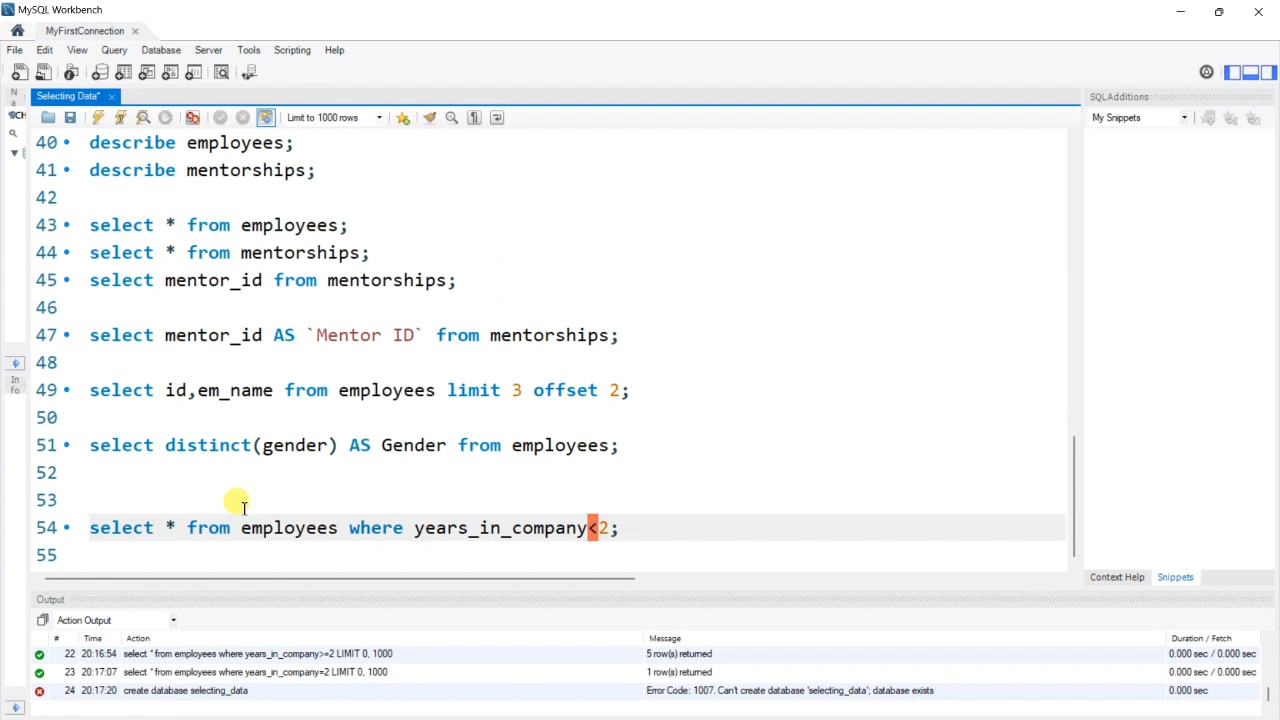 MySQL Workbench
MyFirstConnection
File Edit View Query Database Server Tools Scripting Help
Selecting Data*
SQLAdditions
Limit to 1000 rows
My Snippets
40 describe employees;
41 describe mentorships;
42
43 select * from employees;
44 select * from mentorships;
45 select mentor_id from mentorships;
46
47 select mentor_id AS `Mentor ID` from mentorships;
48
49 select id,em_name from employees limit 3 offset 2;
50
51 select distinct(gender) AS Gender from employees;
52
53
54 select * from employees where years_in_company<2;
55
Context Help Snippets
Output
Action Output
# Time Action Message Duration / Fetch
22 20:16:54 select * from employees where years_in_company>=2 LIMIT 0, 1000 5 row(s) returned 0.000 sec / 0.000 sec
23 20:17:07 select * from employees where years_in_company=2 LIMIT 0, 1000 1 row(s) returned 0.000 sec / 0.000 sec
24 20:17:20 create database selecting_data Error Code: 1007. Can't create database 'selecting_data'; database exists 0.000 sec